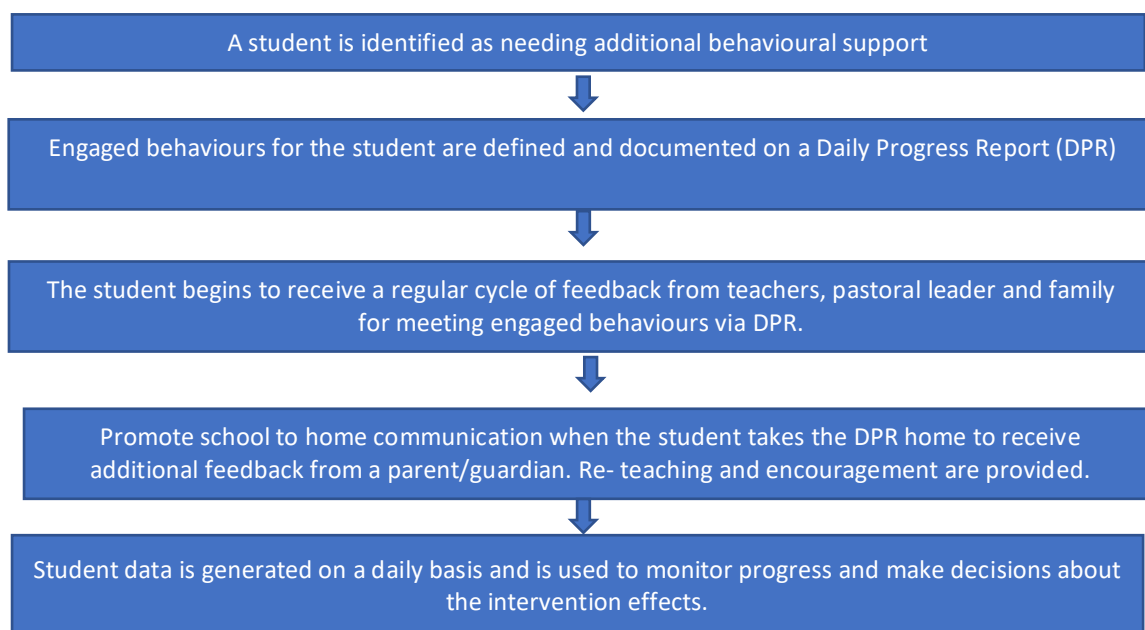 A student is identified as needing additional behavioural support
Engaged behaviours for the student are defined and documented on a Daily Progress Report (DPR)
The student begins to receive a regular cycle of feedback from teachers, pastoral leader and family
for meeting engaged behaviours via DPR.
Promote school to home communication when the student takes the DPR home to receive
additional feedback from a parent/guardian. Re- teaching and encouragement are provided.
Student data is generated on a daily basis and is used to monitor progress and make decisions about
the intervention effects.